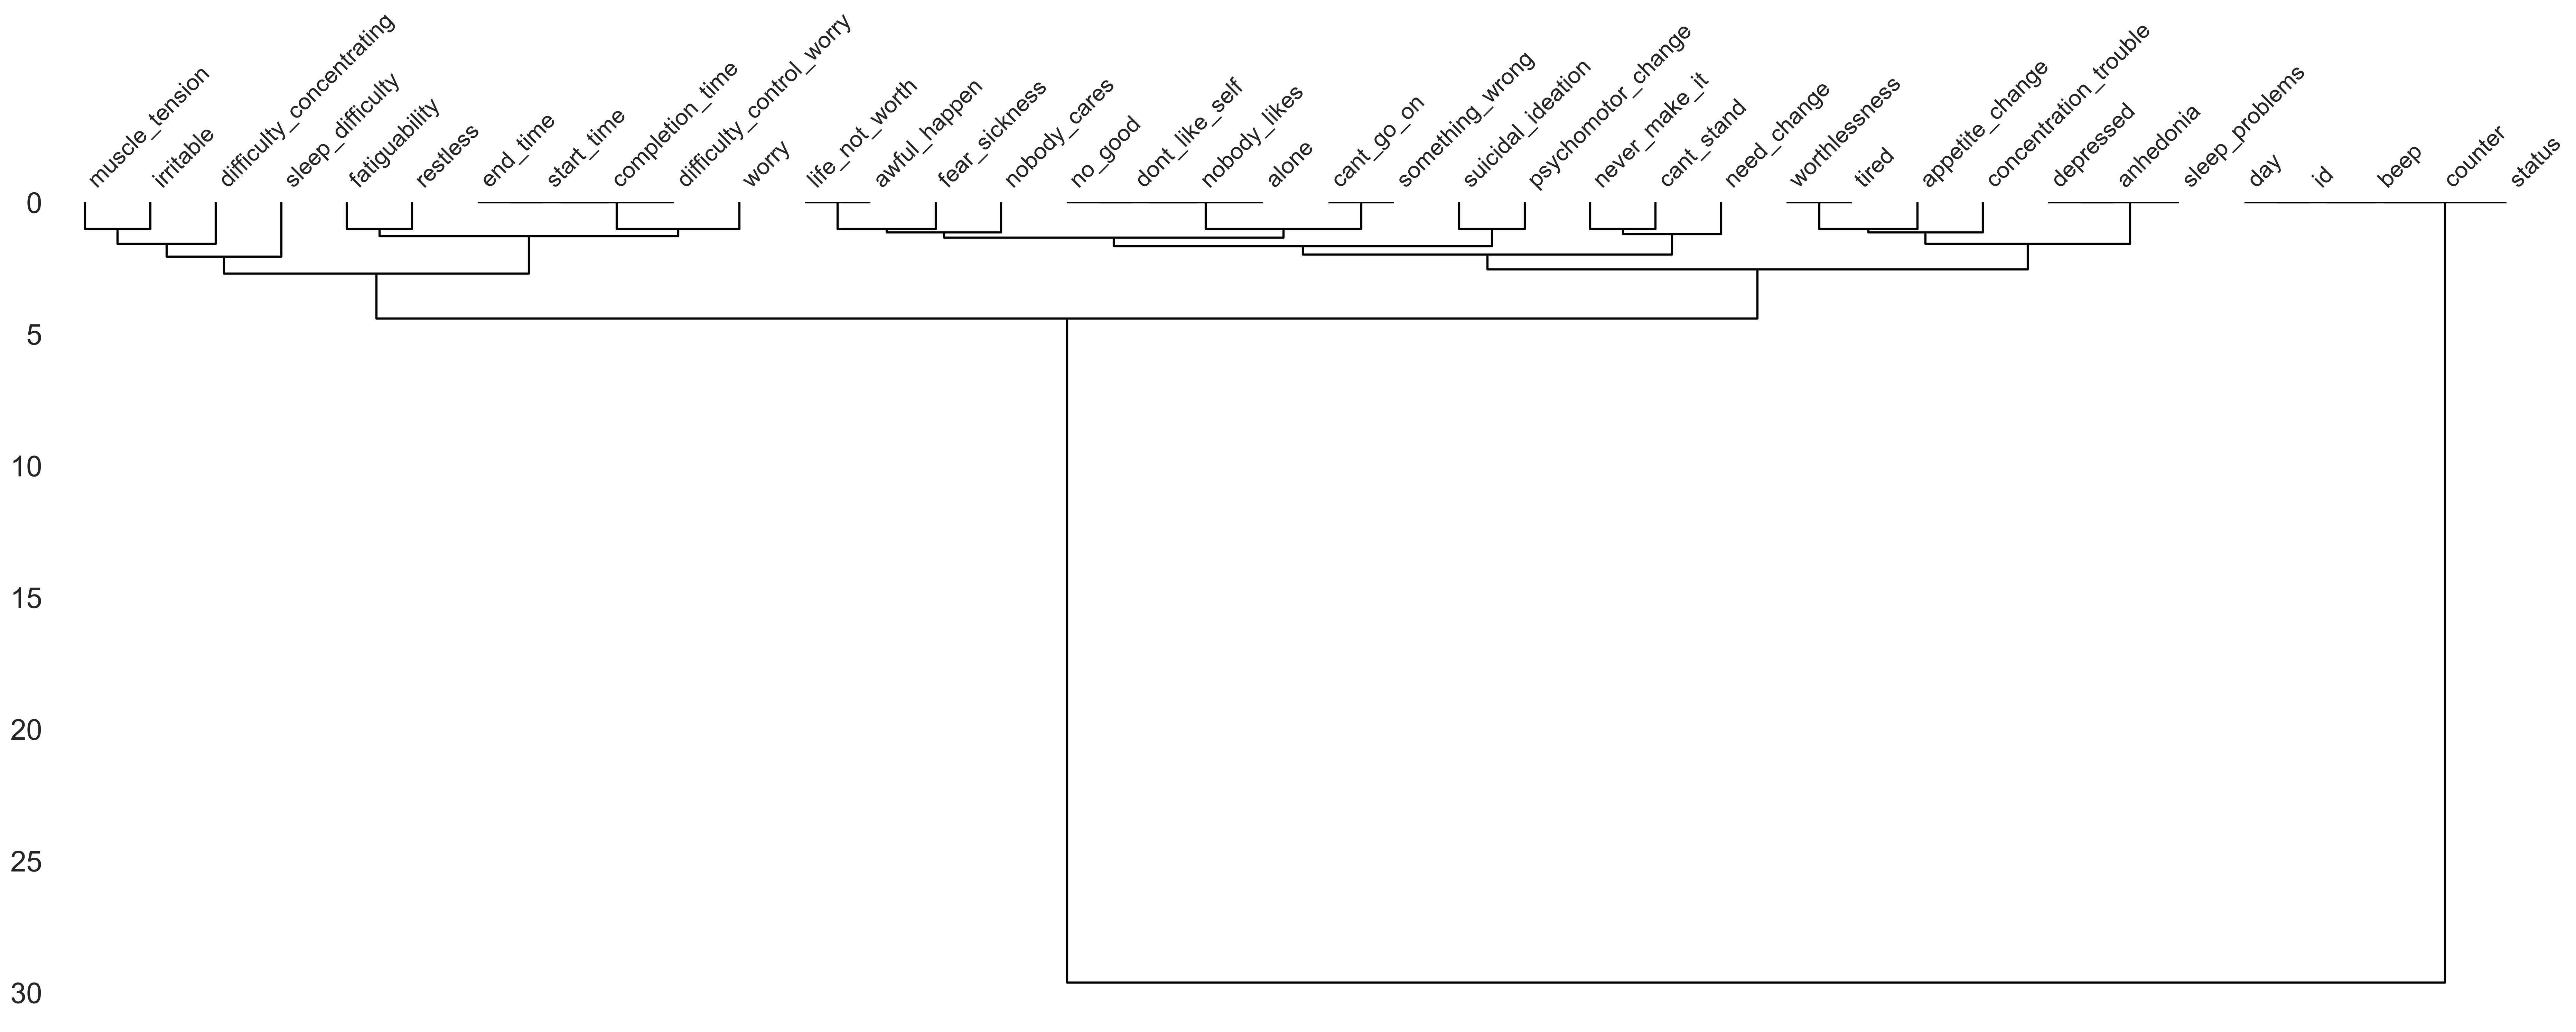 muscle_tension
irritable
difficulty_concentrating
sleep_difficulty
fatiguability
restless
end_time
start_time
completion_time
difficulty_control_worry
worry
life_not_worth
awful_happen
fear_sickness
nobody_cares
no_good
dont_like_self
nobody_likes
alone
cant_go_on
something_wrong
suicidal_ideation
psychomotor_change
never_make_it
cant_stand
need_change
worthlessness
tired
appetite_change
concentration_trouble
depressed
anhedonia
sleep_problems
day
id
beep
counter
status
0
5
10
15
20
25
30